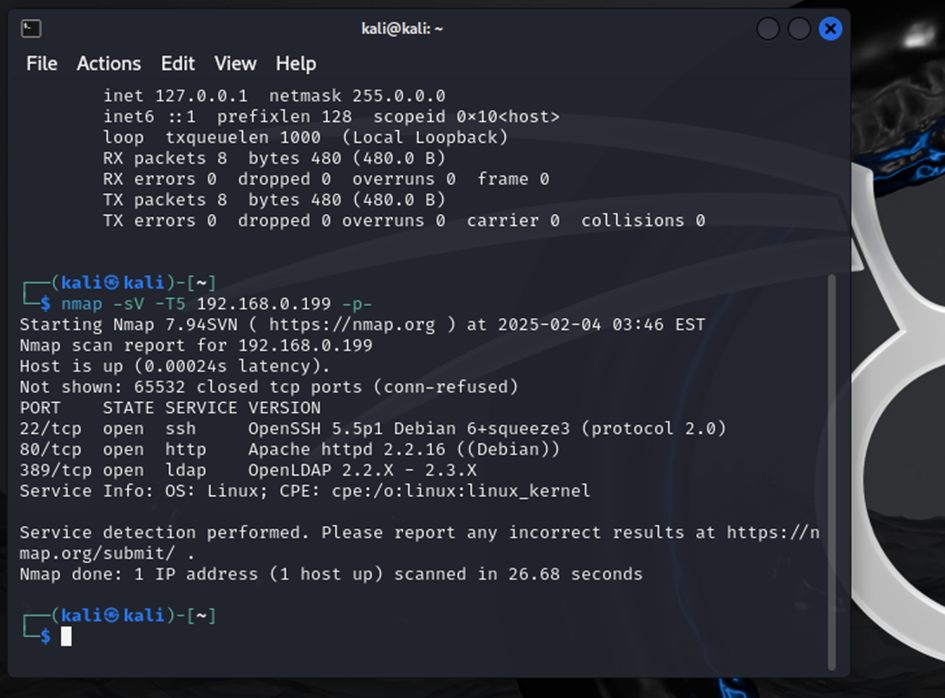 kali@kali: ~
File Actions Edit View Help
inet 127.0.0.1 netmask 255.0.0.0
inet6 ::1 prefixlen 128 scopeid 0×10<host>
loop txqueuelen 1000 (Local Loopback)
RX packets 8 bytes 480 (480.0 B)
RX errors 0 dropped 0 overruns 0 frame 0
TX packets 8 bytes 480 (480.0 B)
TX errors 0 dropped 0 overruns 0 carrier 0 collisions 0
┌──(kali㉿kali)-[~]
└─$ nmap -sV -T5 192.168.0.199 -p-
Starting Nmap 7.94SVN ( https://nmap.org ) at 2025-02-04 03:46 EST
Nmap scan report for 192.168.0.199
Host is up (0.00024s latency).
Not shown: 65532 closed tcp ports (conn-refused)
PORT STATE SERVICE VERSION
22/tcp open ssh OpenSSH 5.5p1 Debian 6+squeeze3 (protocol 2.0)
80/tcp open http Apache httpd 2.2.16 ((Debian))
389/tcp open ldap OpenLDAP 2.2.X - 2.3.X
Service Info: OS: Linux; CPE: cpe:/o:linux:linux_kernel
Service detection performed. Please report any incorrect results at https://n
map.org/submit/ .
Nmap done: 1 IP address (1 host up) scanned in 26.68 seconds
┌──(kali㉿kali)-[~]
└─$